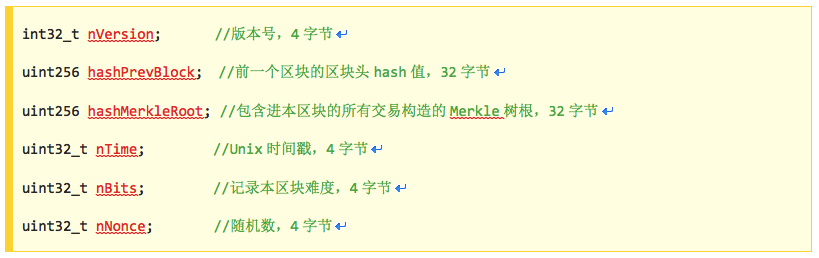 int32_t nVersion; //版本号，4 字节
uint256 hashPrevBlock; //前一个区块的区块头 hash 值，32 字节
uint256 hashMerkleRoot; //包含进本区块的所有交易构造的 Merkle 树根，32 字节
uint32_t nTime; //Unix 时间戳，4 字节
uint32_t nBits; //记录本区块难度，4 字节
uint32_t nNonce; //随机数，4 字节